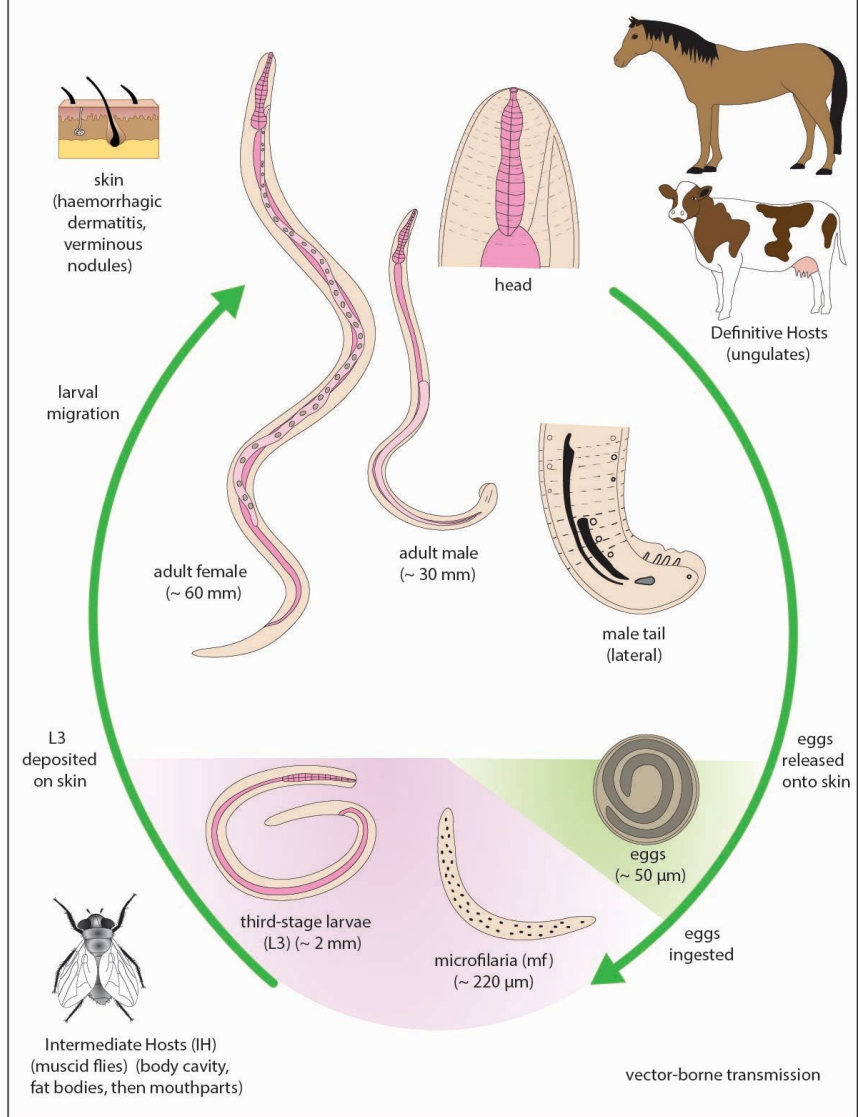 skin
(haemorrhagic
dermatitis,
verminous
nodules)
head
Definitive Hosts
(ungulates)
larval
migration
adult female
(~ 60 mm)
adult male
(~ 30 mm)
male tail
(lateral)
L3
deposited
on skin
eggs
released
onto skin
eggs
(~ 50 µm)
third-stage larvae
(L3) (~ 2 mm)
microfilaria (mf)
(~ 220 µm)
eggs
ingested
Intermediate Hosts (IH)
(muscid flies) (body cavity,
fat bodies, then mouthparts)
vector-borne transmission